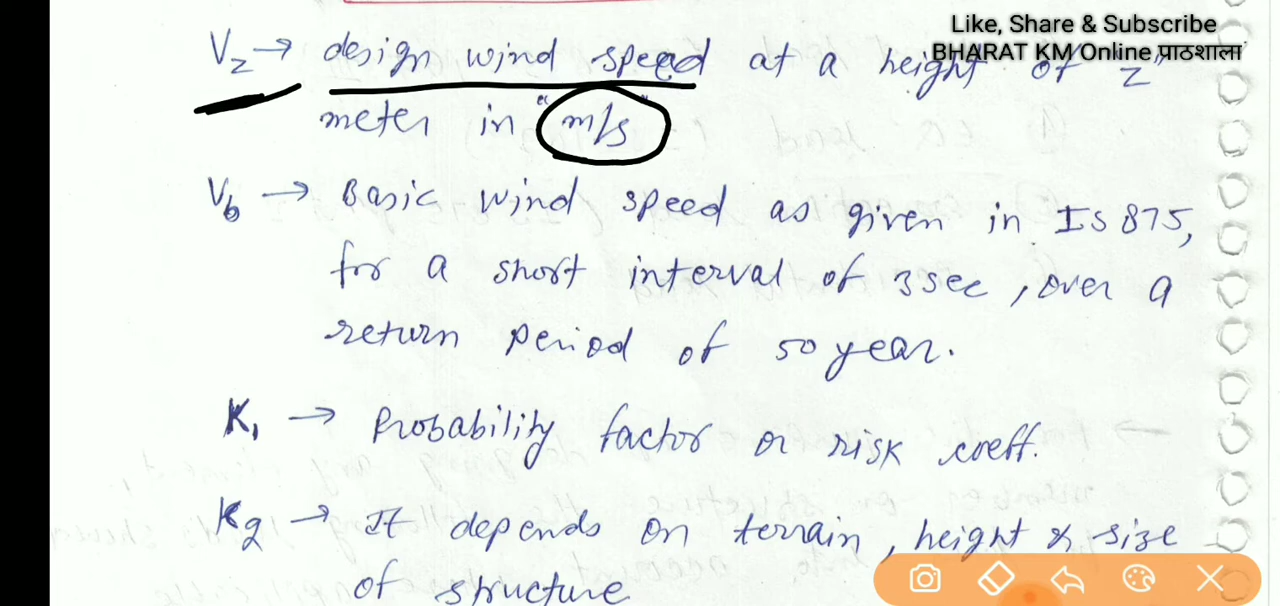 Like, Share & Subscribe
BHARAT KM Online पाठशाला
Vz → design wind speed at a height of "z"
meter in "m/s"
Vb → Basic wind speed as given in IS 875,
for a short interval of 3 sec, over a
return period of 50 year.
K1 → Probability factor or risk coeff.
K2 → It depends on terrain, height & size
of structure